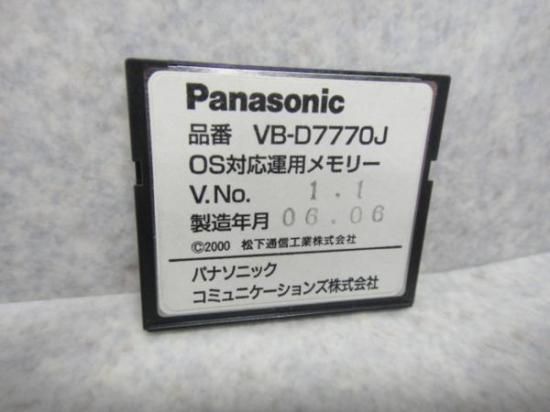 Panasonic
品番 VB-D7770J
OS対応運用メモリー
V.No. 1.1
製造年月 06.06
©2000 松下通信工業株式会社
パナソニック
コミュニケーションズ株式会社